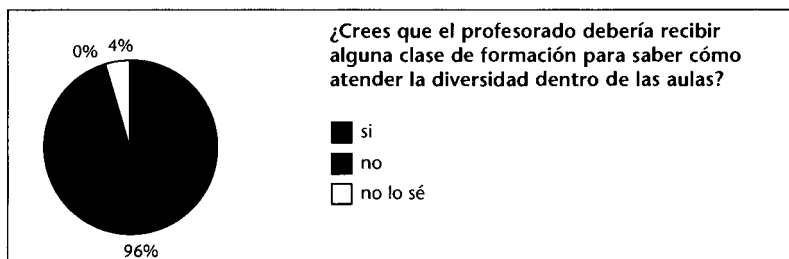 ¿Crees que el profesorado debería recibir
alguna clase de formación para saber cómo
atender la diversidad dentro de las aulas?
0% 4%
si
no
no lo sé
96%